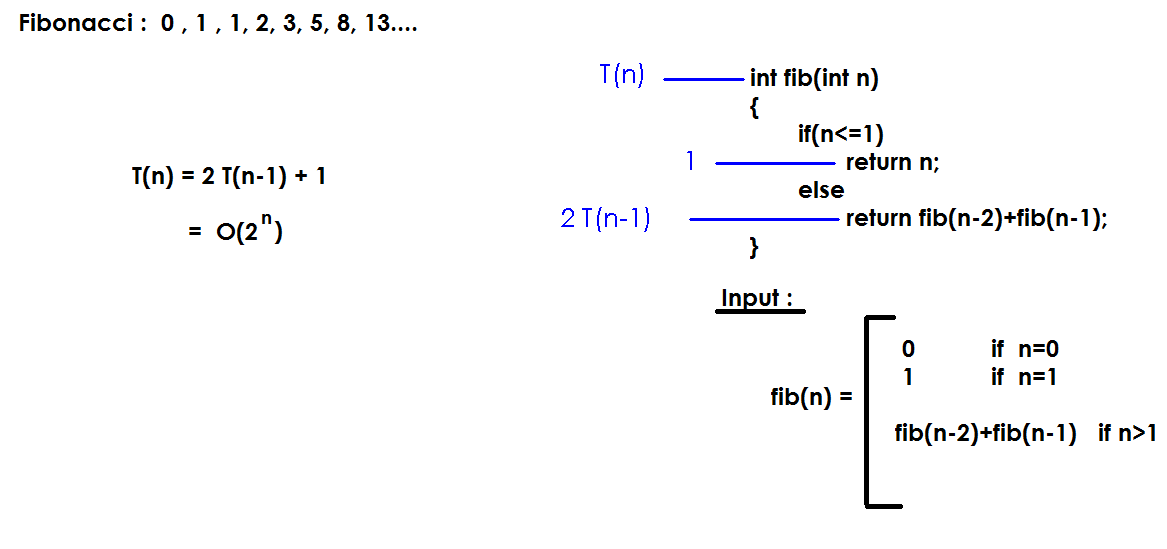 Fibonacci :  0 , 1 , 1, 2, 3, 5, 8, 13....
T(n) = 2 T(n-1) + 1
= O(2^n)
T(n) int fib(int n)
{
if(n<=1)
1 return n;
else
2 T(n-1) return fib(n-2)+fib(n-1);
}
Input :
0 if n=0
1 if n=1
fib(n) =
fib(n-2)+fib(n-1) if n>1